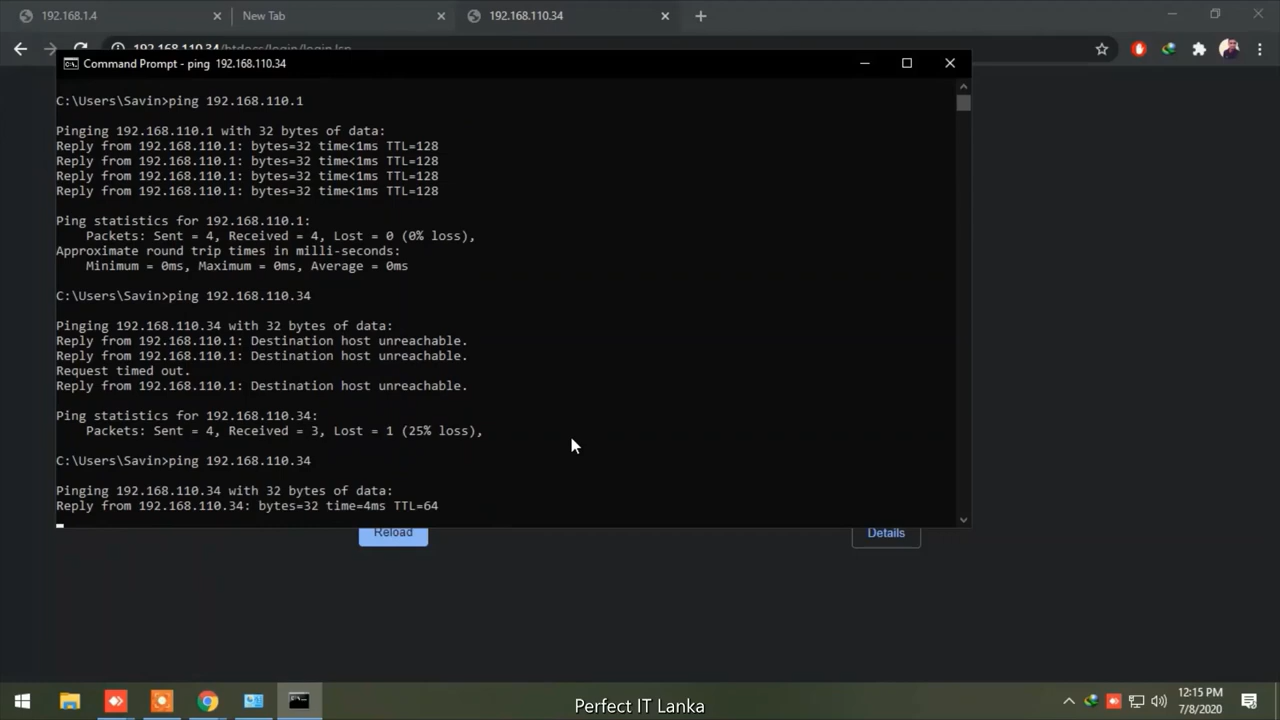 192.168.1.4
New Tab
192.168.110.34
192.168.110.34/htdocs/login/login.lsp
Command Prompt - ping 192.168.110.34
C:\Users\Savin>ping 192.168.110.1
Pinging 192.168.110.1 with 32 bytes of data:
Reply from 192.168.110.1: bytes=32 time<1ms TTL=128
Reply from 192.168.110.1: bytes=32 time<1ms TTL=128
Reply from 192.168.110.1: bytes=32 time<1ms TTL=128
Reply from 192.168.110.1: bytes=32 time<1ms TTL=128
Ping statistics for 192.168.110.1:
Packets: Sent = 4, Received = 4, Lost = 0 (0% loss),
Approximate round trip times in milli-seconds:
Minimum = 0ms, Maximum = 0ms, Average = 0ms
C:\Users\Savin>ping 192.168.110.34
Pinging 192.168.110.34 with 32 bytes of data:
Reply from 192.168.110.1: Destination host unreachable.
Reply from 192.168.110.1: Destination host unreachable.
Request timed out.
Reply from 192.168.110.1: Destination host unreachable.
Ping statistics for 192.168.110.34:
Packets: Sent = 4, Received = 3, Lost = 1 (25% loss),
C:\Users\Savin>ping 192.168.110.34
Pinging 192.168.110.34 with 32 bytes of data:
Reply from 192.168.110.34: bytes=32 time=4ms TTL=64
Reload
Details
12:15 PM
7/8/2020
Perfect IT Lanka